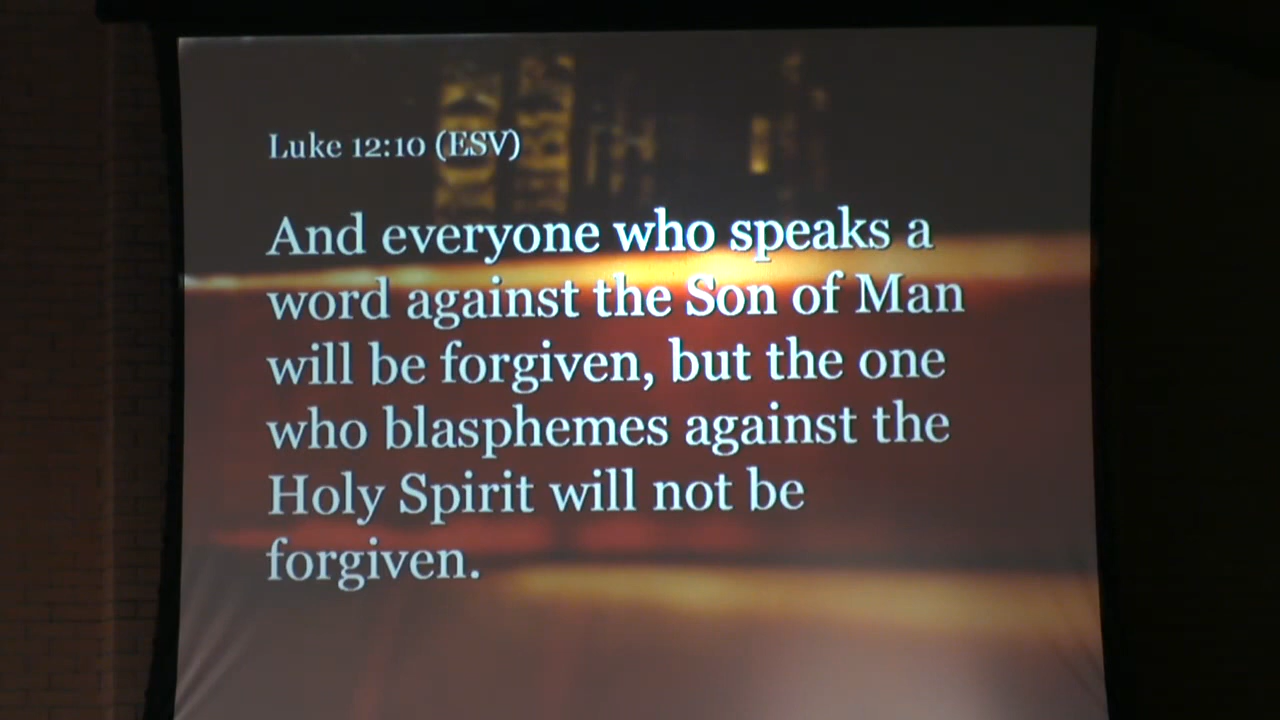 Luke 12:10 (ESV)
And everyone who speaks a
word against the Son of Man
will be forgiven, but the one
who blasphemes against the
Holy Spirit will not be
forgiven.